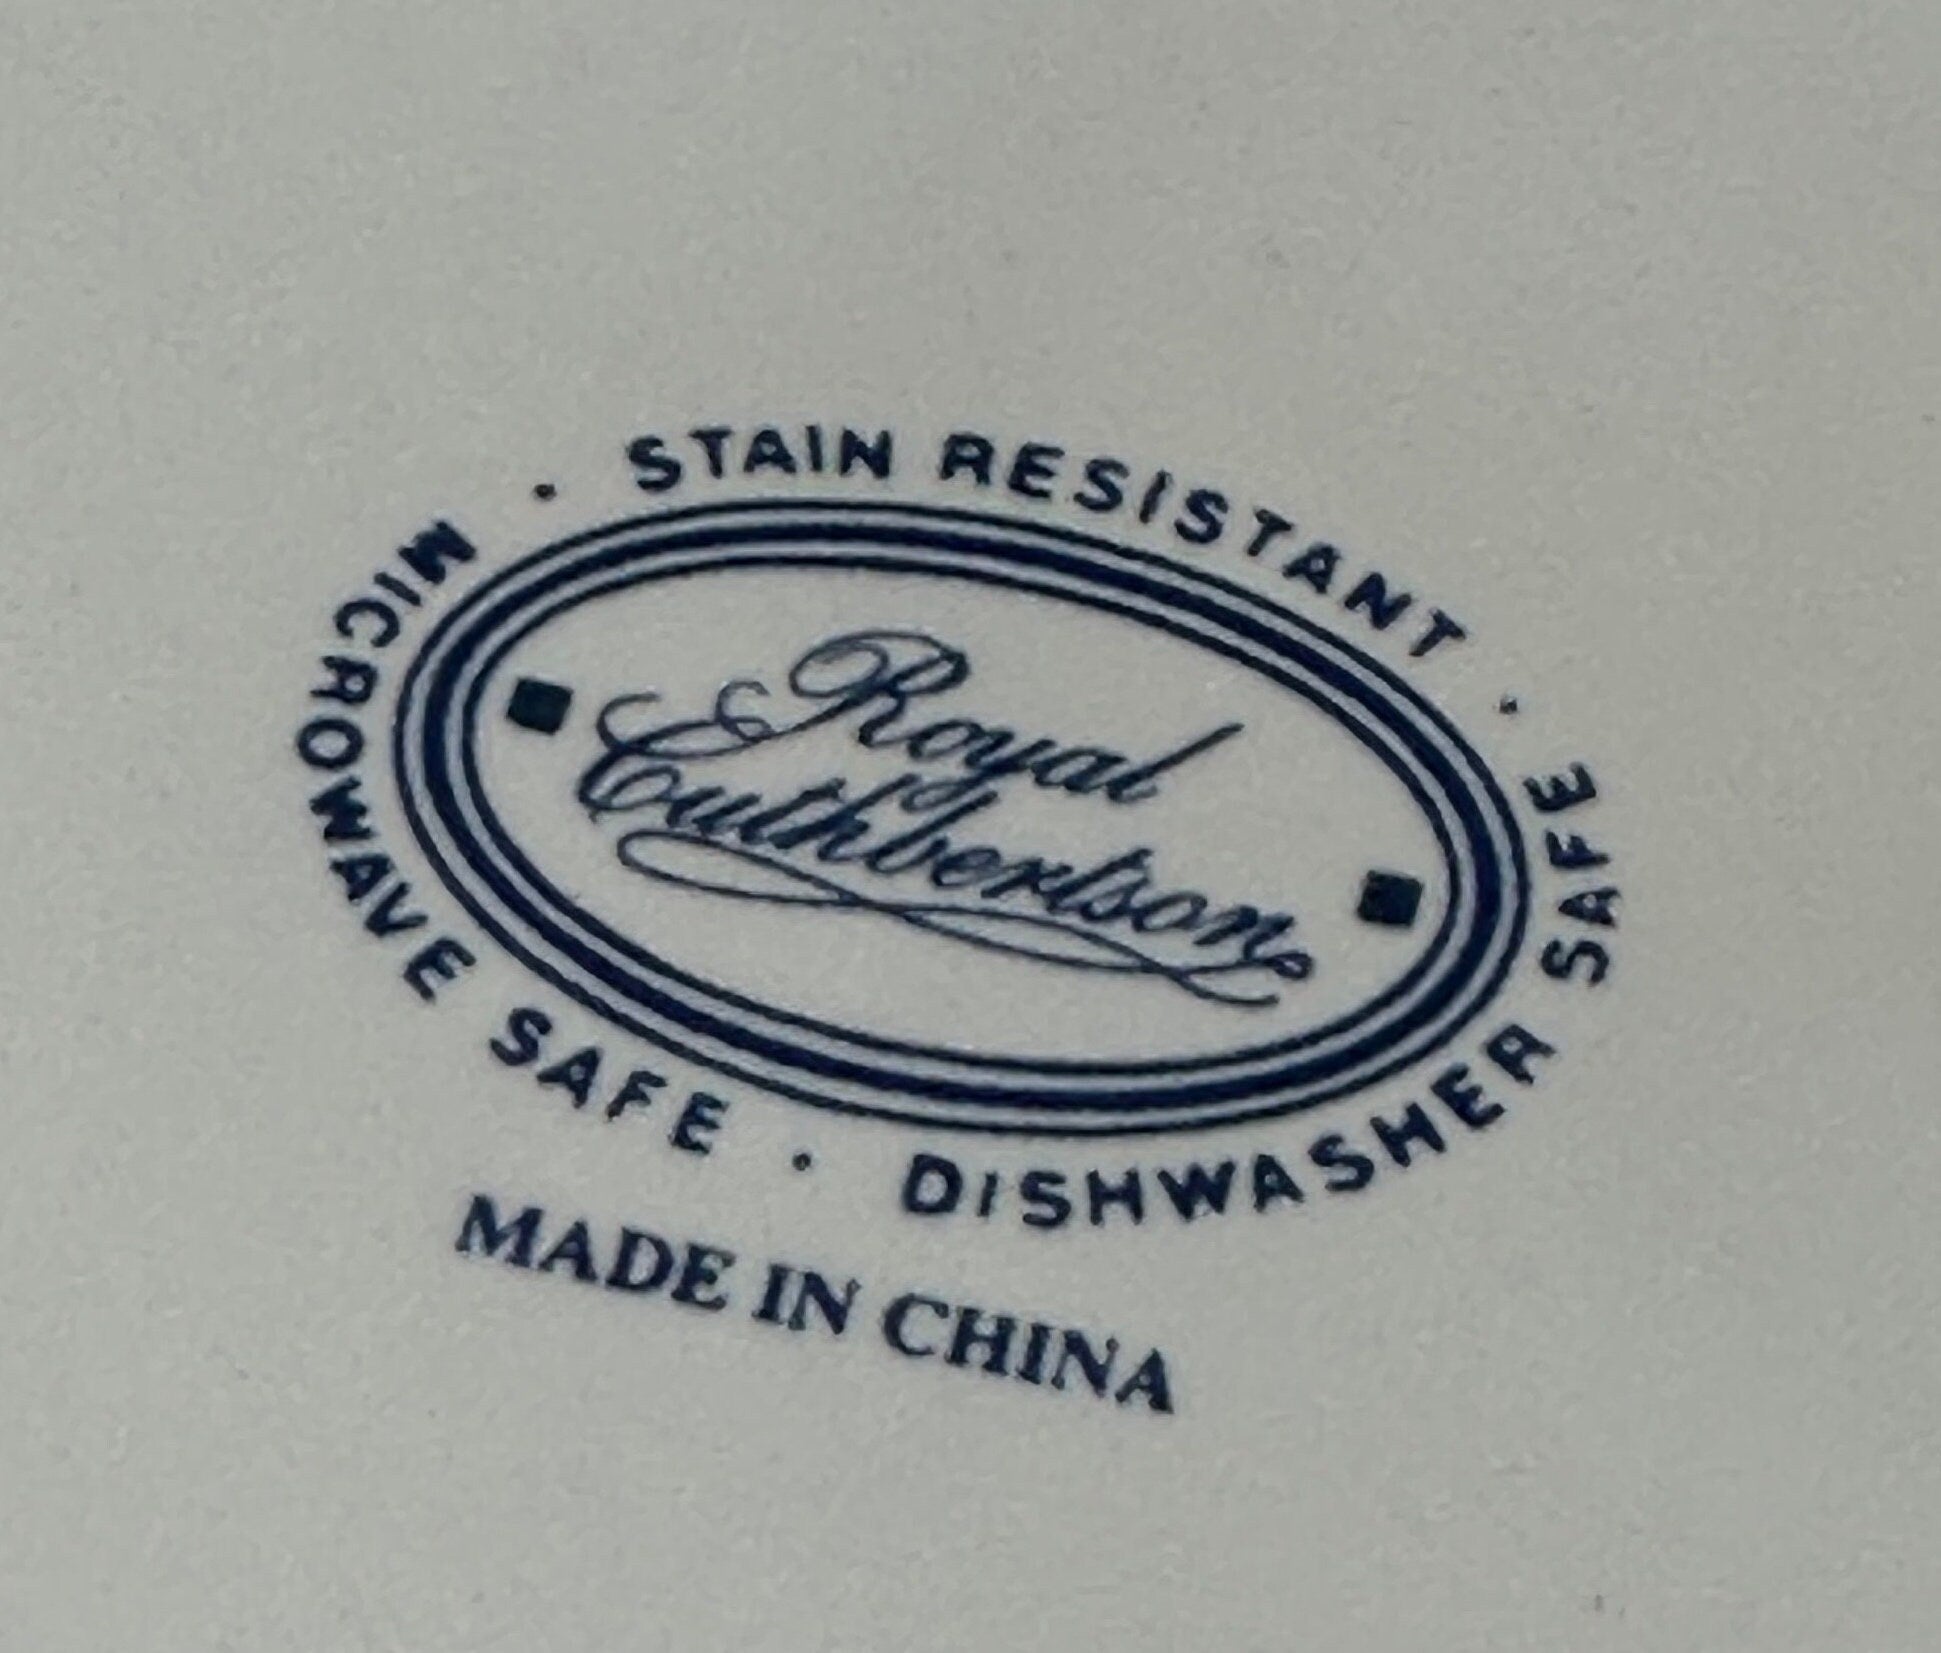 · STAIN RESISTANT ·
Royal
Cuthbertson
MICROWAVE SAFE · DISHWASHER SAFE
MADE IN CHINA